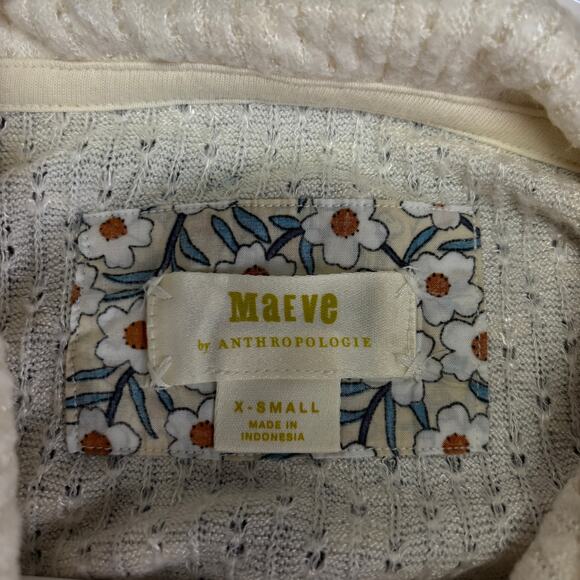 MaEVe
by ANTHROPOLOGIE
X-SMALL
MADE IN
INDONESIA